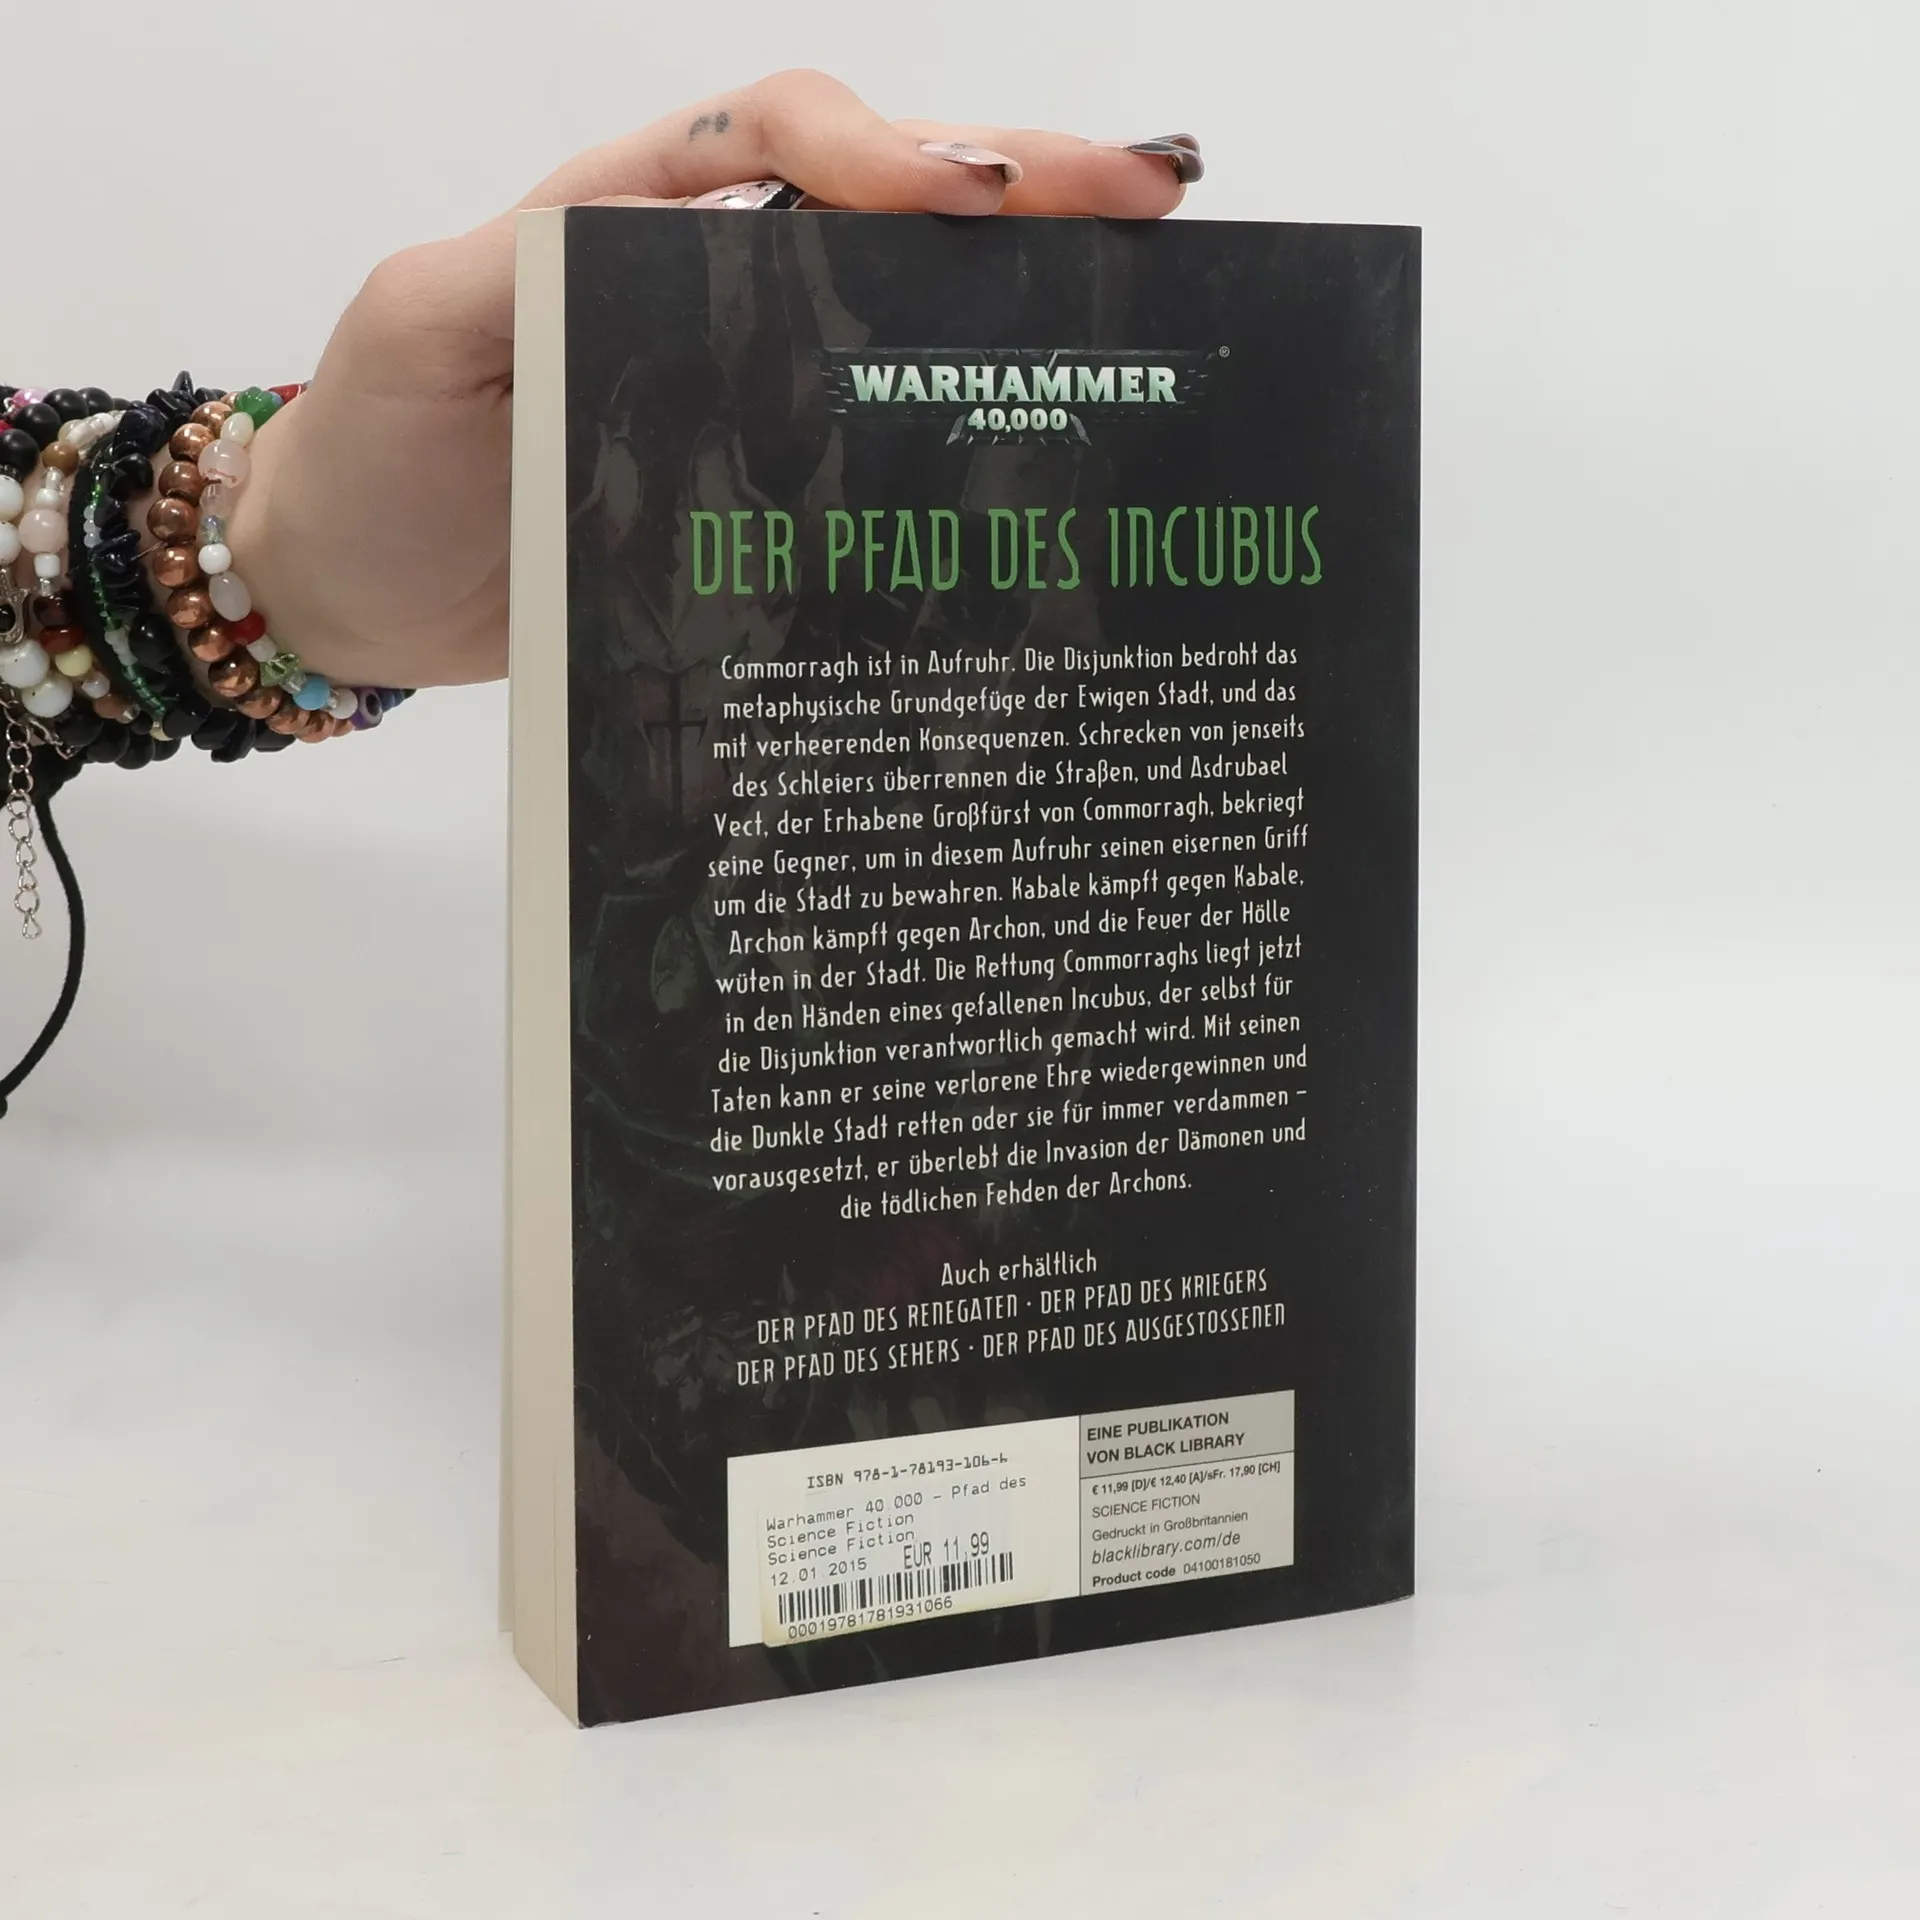 WARHAMMER®
40,000
DER PFAD DES INCUBUS
Commorragh ist in Aufruhr. Die Disjunktion bedroht das
metaphysische Grundgefüge der Ewigen Stadt, und das
mit verheerenden Konsequenzen. Schrecken von jenseits
des Schleiers überrennen die Straßen, und Asdrubael
Vect, der Erhabene Großfürst von Commorragh, bekriegt
seine Gegner, um in diesem Aufruhr seinen eisernen Griff
um die Stadt zu bewahren. Kabale kämpft gegen Kabale,
Archon kämpft gegen Archon, und die Feuer der Hölle
wüten in der Stadt. Die Rettung Commorraghs liegt jetzt
in den Händen eines gefallenen Incubus, der selbst für
die Disjunktion verantwortlich gemacht wird. Mit seinen
Taten kann er seine verlorene Ehre wiedergewinnen und
die Dunkle Stadt retten oder sie für immer verdammen –
vorausgesetzt, er überlebt die Invasion der Dämonen und
die tödlichen Fehden der Archons.
Auch erhältlich
DER PFAD DES RENEGATEN · DER PFAD DES KRIEGERS
DER PFAD DES SEHERS · DER PFAD DES AUSGESTOSSENEN
ISBN 978-1-78193-106-6
Warhammer 40.000 – Pfad des
Science Fiction
Science Fiction
12.01.2015 EUR 11,99
00019781781931066
EINE PUBLIKATION
VON BLACK LIBRARY
€ 11,99 [D]/€ 12,40 [A]/sFr. 17,90 [CH]
SCIENCE FICTION
Gedruckt in Großbritannien
blacklibrary.com/de
Product code 04100181050